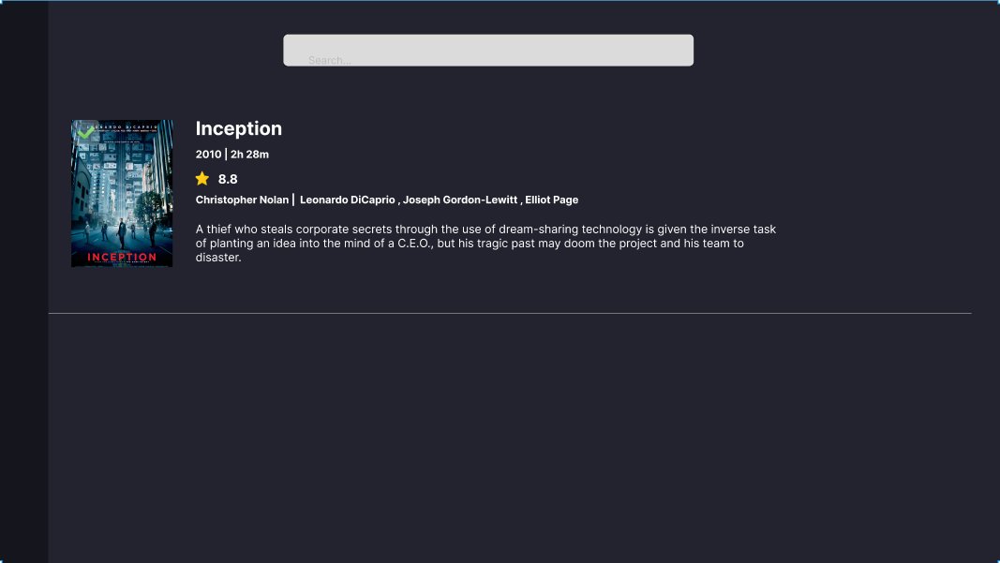 Search...
Inception
2010 | 2h 28m
8.8
Christopher Nolan | Leonardo DiCaprio , Joseph Gordon-Lewitt , Elliot Page
A thief who steals corporate secrets through the use of dream-sharing technology is given the inverse task
of planting an idea into the mind of a C.E.O., but his tragic past may doom the project and his team to
disaster.
INCEPTION